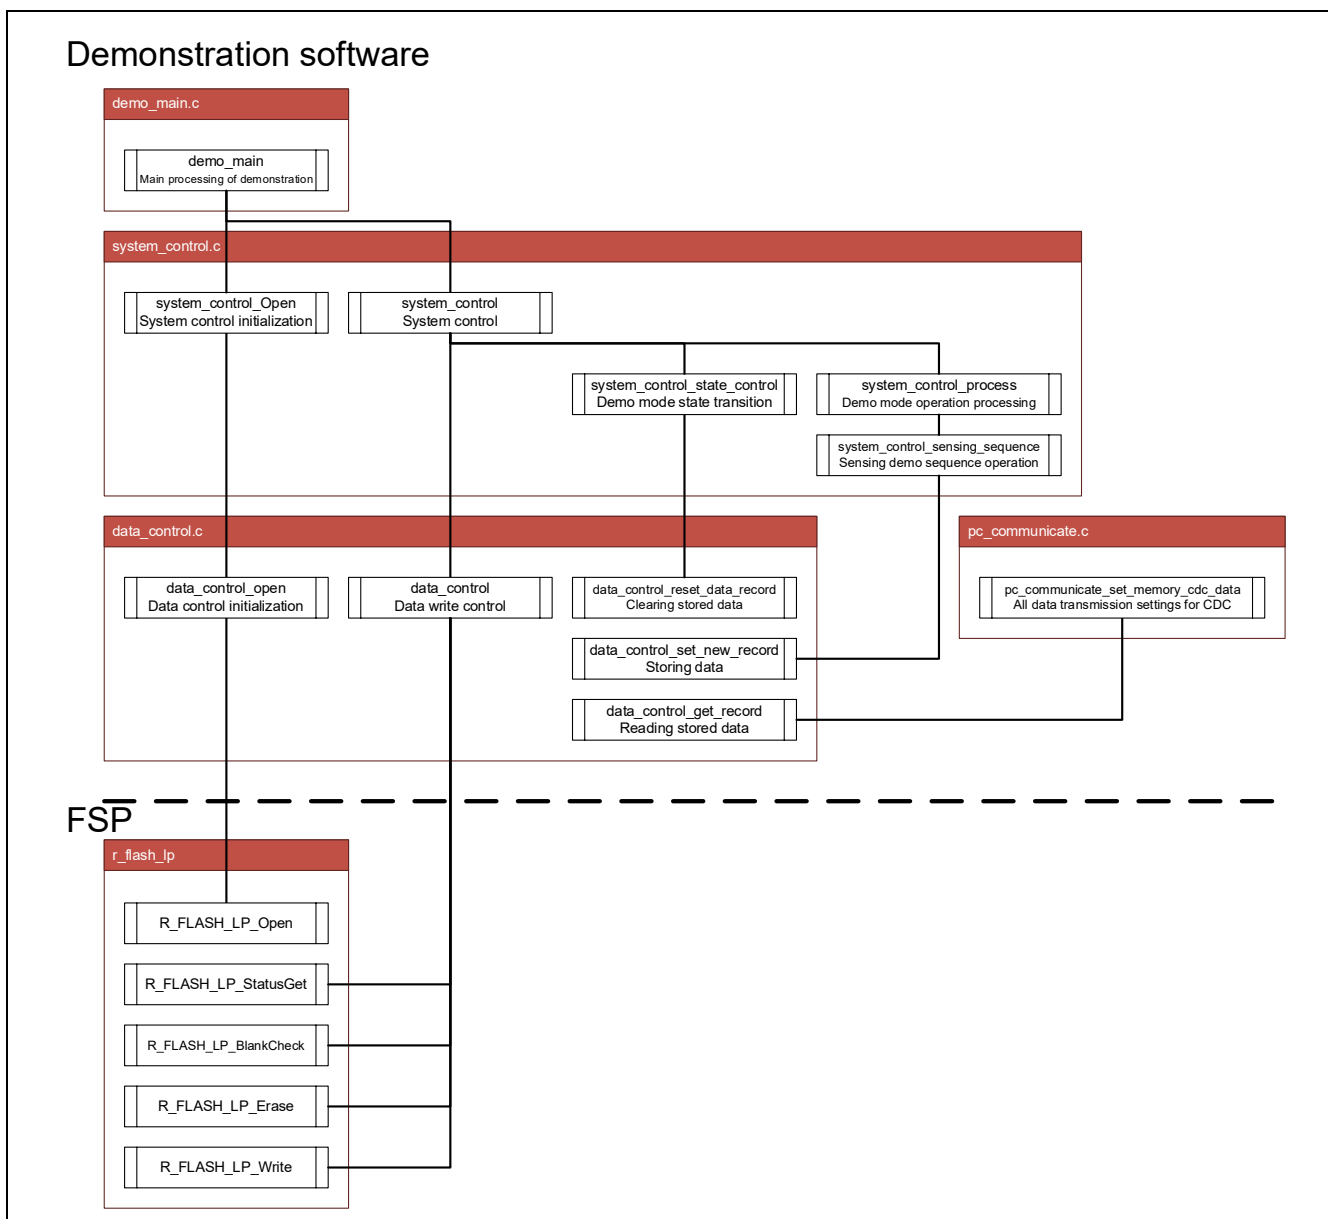 Demonstration software
demo_main.c
demo_main
Main processing of demonstration
system_control.c
system_control_Open
System control initialization
system_control
System control
system_control_state_control
Demo mode state transition
system_control_process
Demo mode operation processing
system_control_sensing_sequence
Sensing demo sequence operation
data_control.c
data_control_open
Data control initialization
data_control
Data write control
data_control_reset_data_record
Clearing stored data
data_control_set_new_record
Storing data
data_control_get_record
Reading stored data
pc_communicate.c
pc_communicate_set_memory_cdc_data
All data transmission settings for CDC
FSP
r_flash_lp
R_FLASH_LP_Open
R_FLASH_LP_StatusGet
R_FLASH_LP_BlankCheck
R_FLASH_LP_Erase
R_FLASH_LP_Write